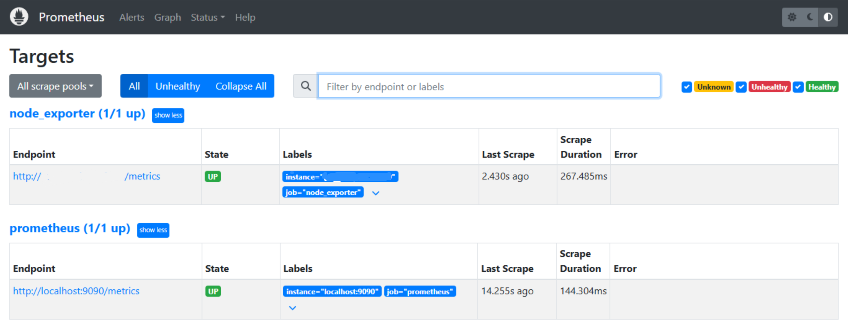 Prometheus Alerts Graph Status Help
Targets
All scrape pools All Unhealthy Collapse All Filter by endpoint or labels Unknown Unhealthy Healthy
node_exporter (1/1 up) show less
Endpoint State Labels Last Scrape Scrape Duration Error
http:// /metrics UP instance=" " 2.430s ago 267.485ms
job="node_exporter"
prometheus (1/1 up) show less
Endpoint State Labels Last Scrape Scrape Duration Error
http://localhost:9090/metrics UP instance="localhost:9090" job="prometheus" 14.255s ago 144.304ms